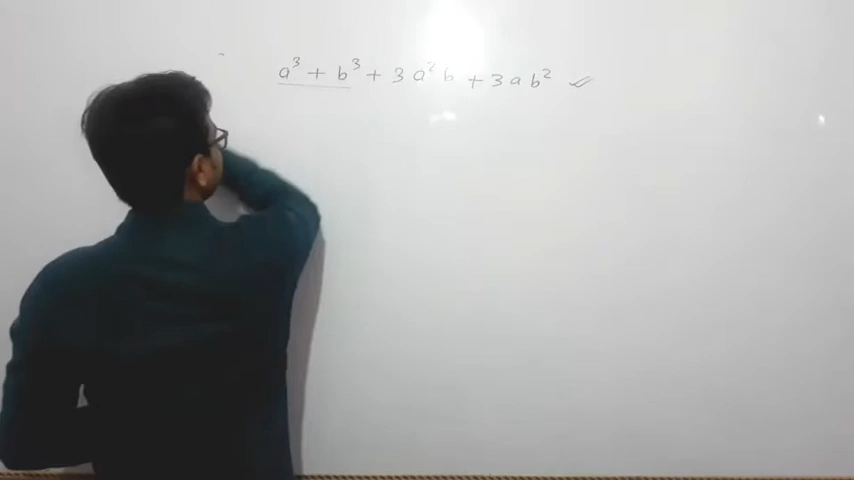 a³ + b³ + 3a²b + 3ab²